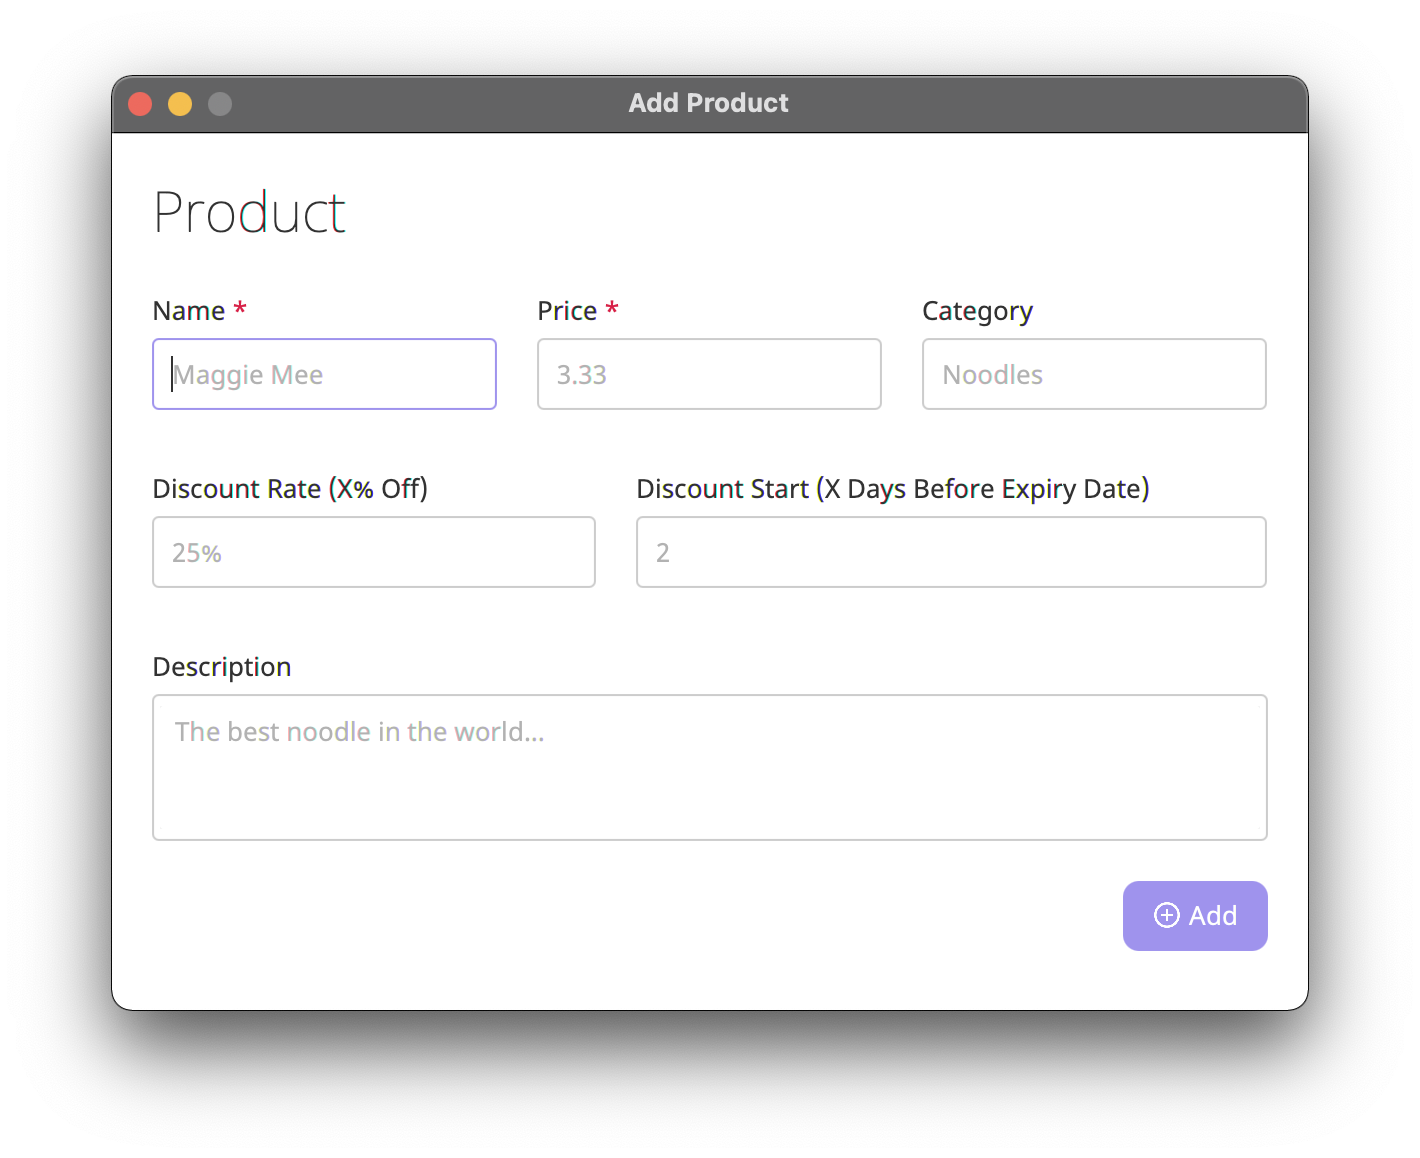 Add Product
Product
Name * Price * Category
Maggie Mee 3.33 Noodles
Discount Rate (X% Off) Discount Start (X Days Before Expiry Date)
25% 2
Description
The best noodle in the world...
Add